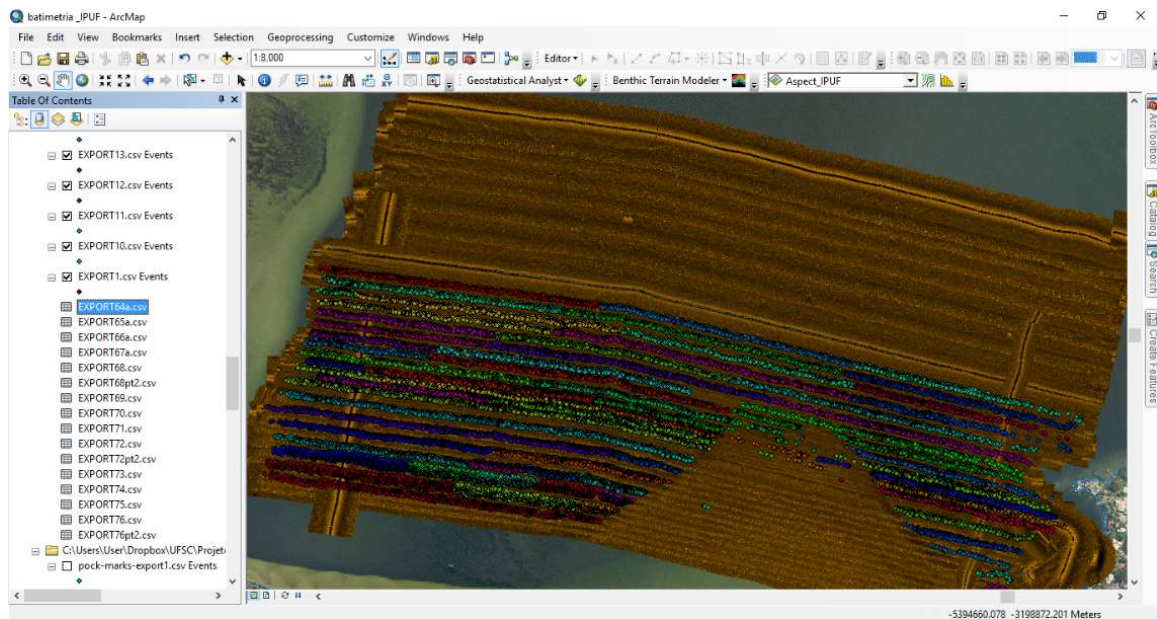 batimetria _IPUF - ArcMap
File Edit View Bookmarks Insert Selection Geoprocessing Customize Windows Help
1:8.000 Editor
Geostatistical Analyst Benthic Terrain Modeler Aspect_IPUF
Table Of Contents
EXPORT13.csv Events
EXPORT12.csv Events
EXPORT11.csv Events
EXPORT10.csv Events
EXPORT1.csv Events
EXPORT64a.csv
EXPORT65a.csv
EXPORT66a.csv
EXPORT67a.csv
EXPORT68.csv
EXPORT68pt2.csv
EXPORT69.csv
EXPORT70.csv
EXPORT71.csv
EXPORT72.csv
EXPORT72pt2.csv
EXPORT73.csv
EXPORT74.csv
EXPORT75.csv
EXPORT76.csv
EXPORT76pt2.csv
C:\Users\User\Dropbox\UFSC\Projet
pock-marks-export1.csv Events
ArcToolbox
Catalog
Search
Create Features
-5394660.078 -3198872.201 Meters